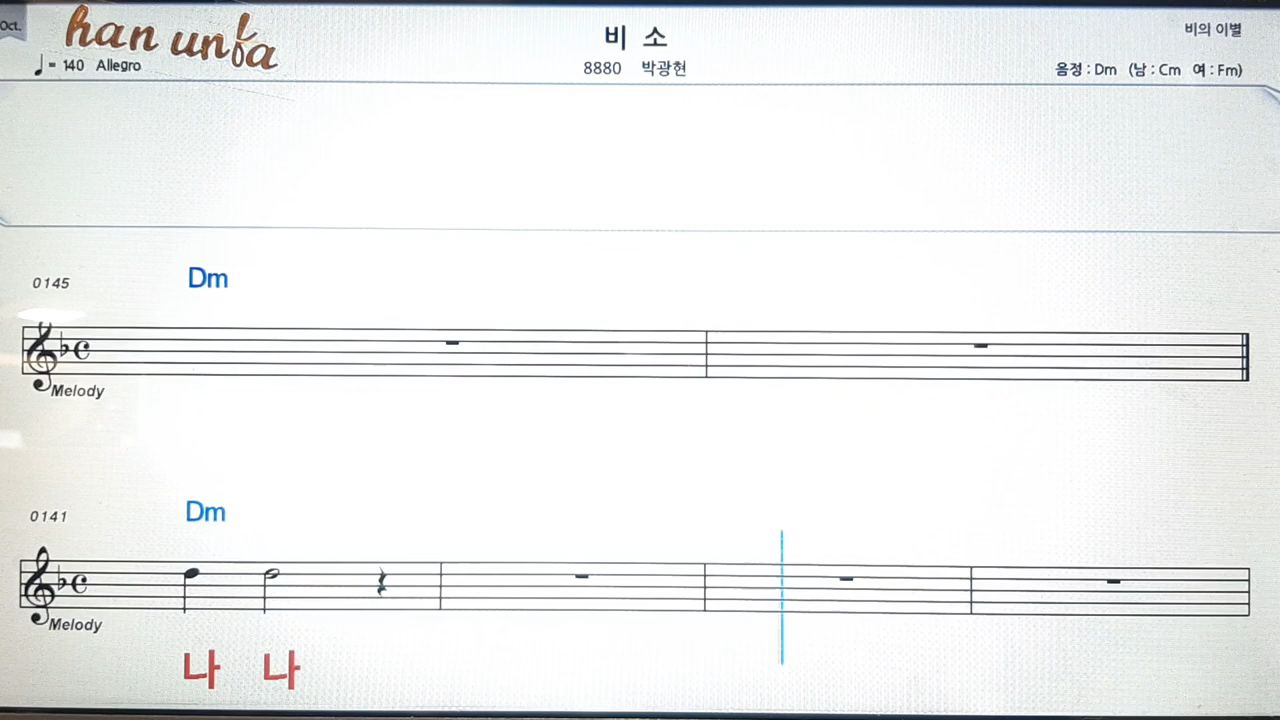 Oct.
han unfa
비 소
비의 이별
♩= 140 Allegro
8880 박광현
음정 : Dm (남 : Cm 여 : Fm)
0145
Dm
Melody
0141
Dm
Melody
나 나